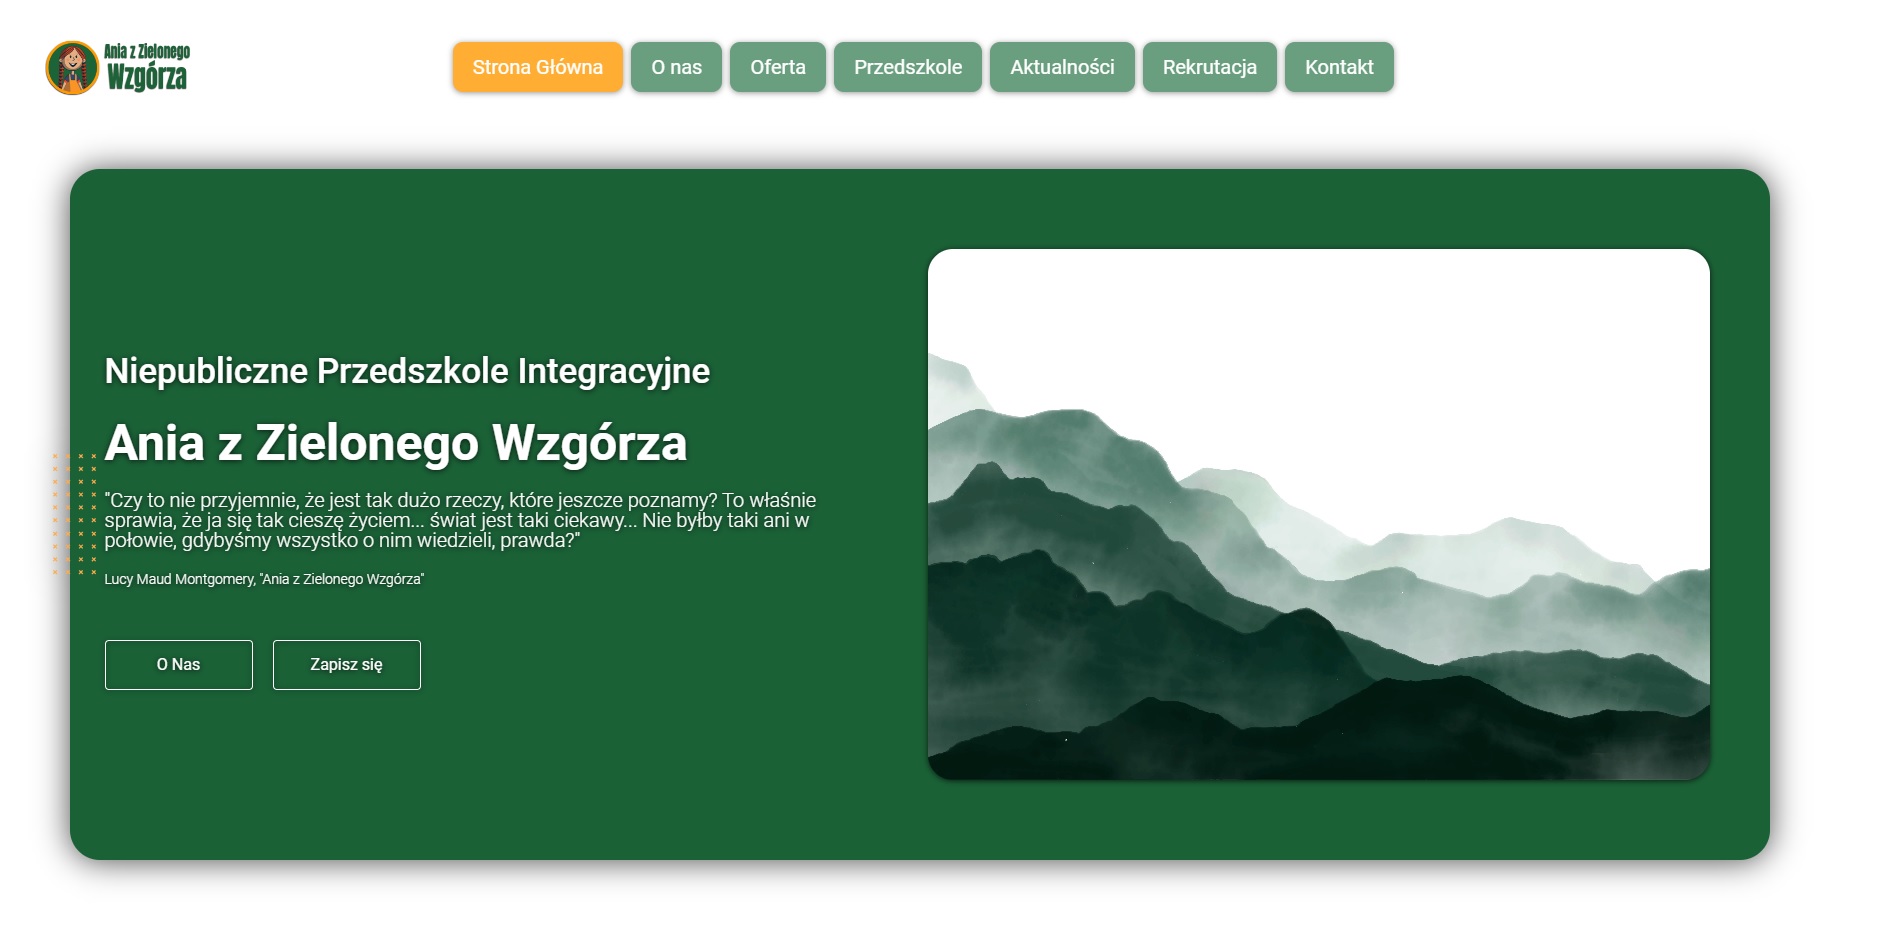 Ania z Zielonego
Wzgórza
Strona Główna
O nas
Oferta
Przedszkole
Aktualności
Rekrutacja
Kontakt
Niepubliczne Przedszkole Integracyjne
Ania z Zielonego Wzgórza
"Czy to nie przyjemnie, że jest tak dużo rzeczy, które jeszcze poznamy? To właśnie
sprawia, że ja się tak cieszę życiem... świat jest taki ciekawy... Nie byłby taki ani w
połowie, gdybyśmy wszystko o nim wiedzieli, prawda?"
Lucy Maud Montgomery, "Ania z Zielonego Wzgórza"
O Nas
Zapisz się